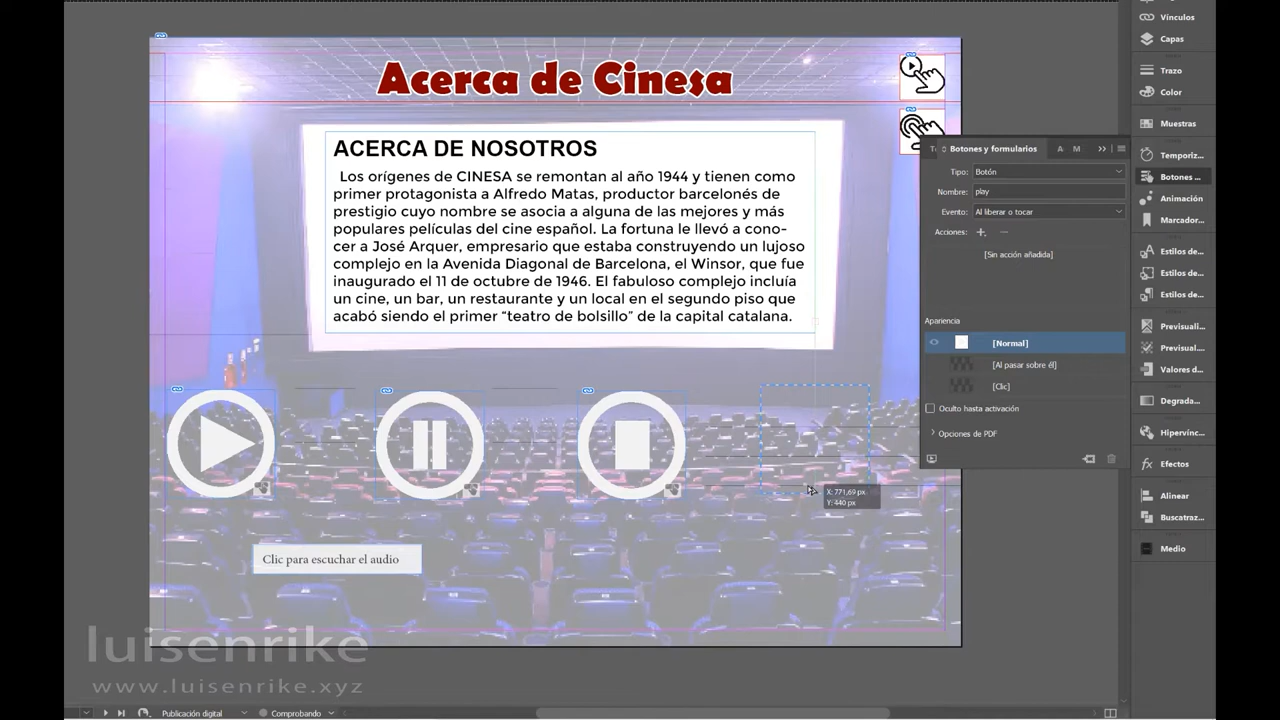 Vínculos
Capas
Trazo
Color
Muestras
Temporiz...
Botones ...
Animación
Marcador...
Estilos de...
Estilos de...
Estilos de...
Previsuali...
Previsual....
Valores d...
Degrada...
Hipervínc...
Efectos
Alinear
Buscatraz...
Medio
Acerca de Cinesa
ACERCA DE NOSOTROS
Los orígenes de CINESA se remontan al año 1944 y tienen como
primer protagonista a Alfredo Matas, productor barcelonés de
prestigio cuyo nombre se asocia a alguna de las mejores y más
populares películas del cine español. La fortuna le llevó a cono-
cer a José Arquer, empresario que estaba construyendo un lujoso
complejo en la Avenida Diagonal de Barcelona, el Winsor, que fue
inaugurado el 11 de octubre de 1946. El fabuloso complejo incluía
un cine, un bar, un restaurante y un local en el segundo piso que
acabó siendo el primer “teatro de bolsillo” de la capital catalana.
Botones y formularios
A
M
Tipo: Botón
Nombre: play
Evento: Al liberar o tocar
Acciones:
[Sin acción añadida]
Apariencia
[Normal]
[Al pasar sobre él]
[Clic]
Oculto hasta activación
Opciones de PDF
X: 771,69 px
Y: 440 px
Clic para escuchar el audio
luisenrike
www.luisenrike.xyz
Publicación digital
Comprobando